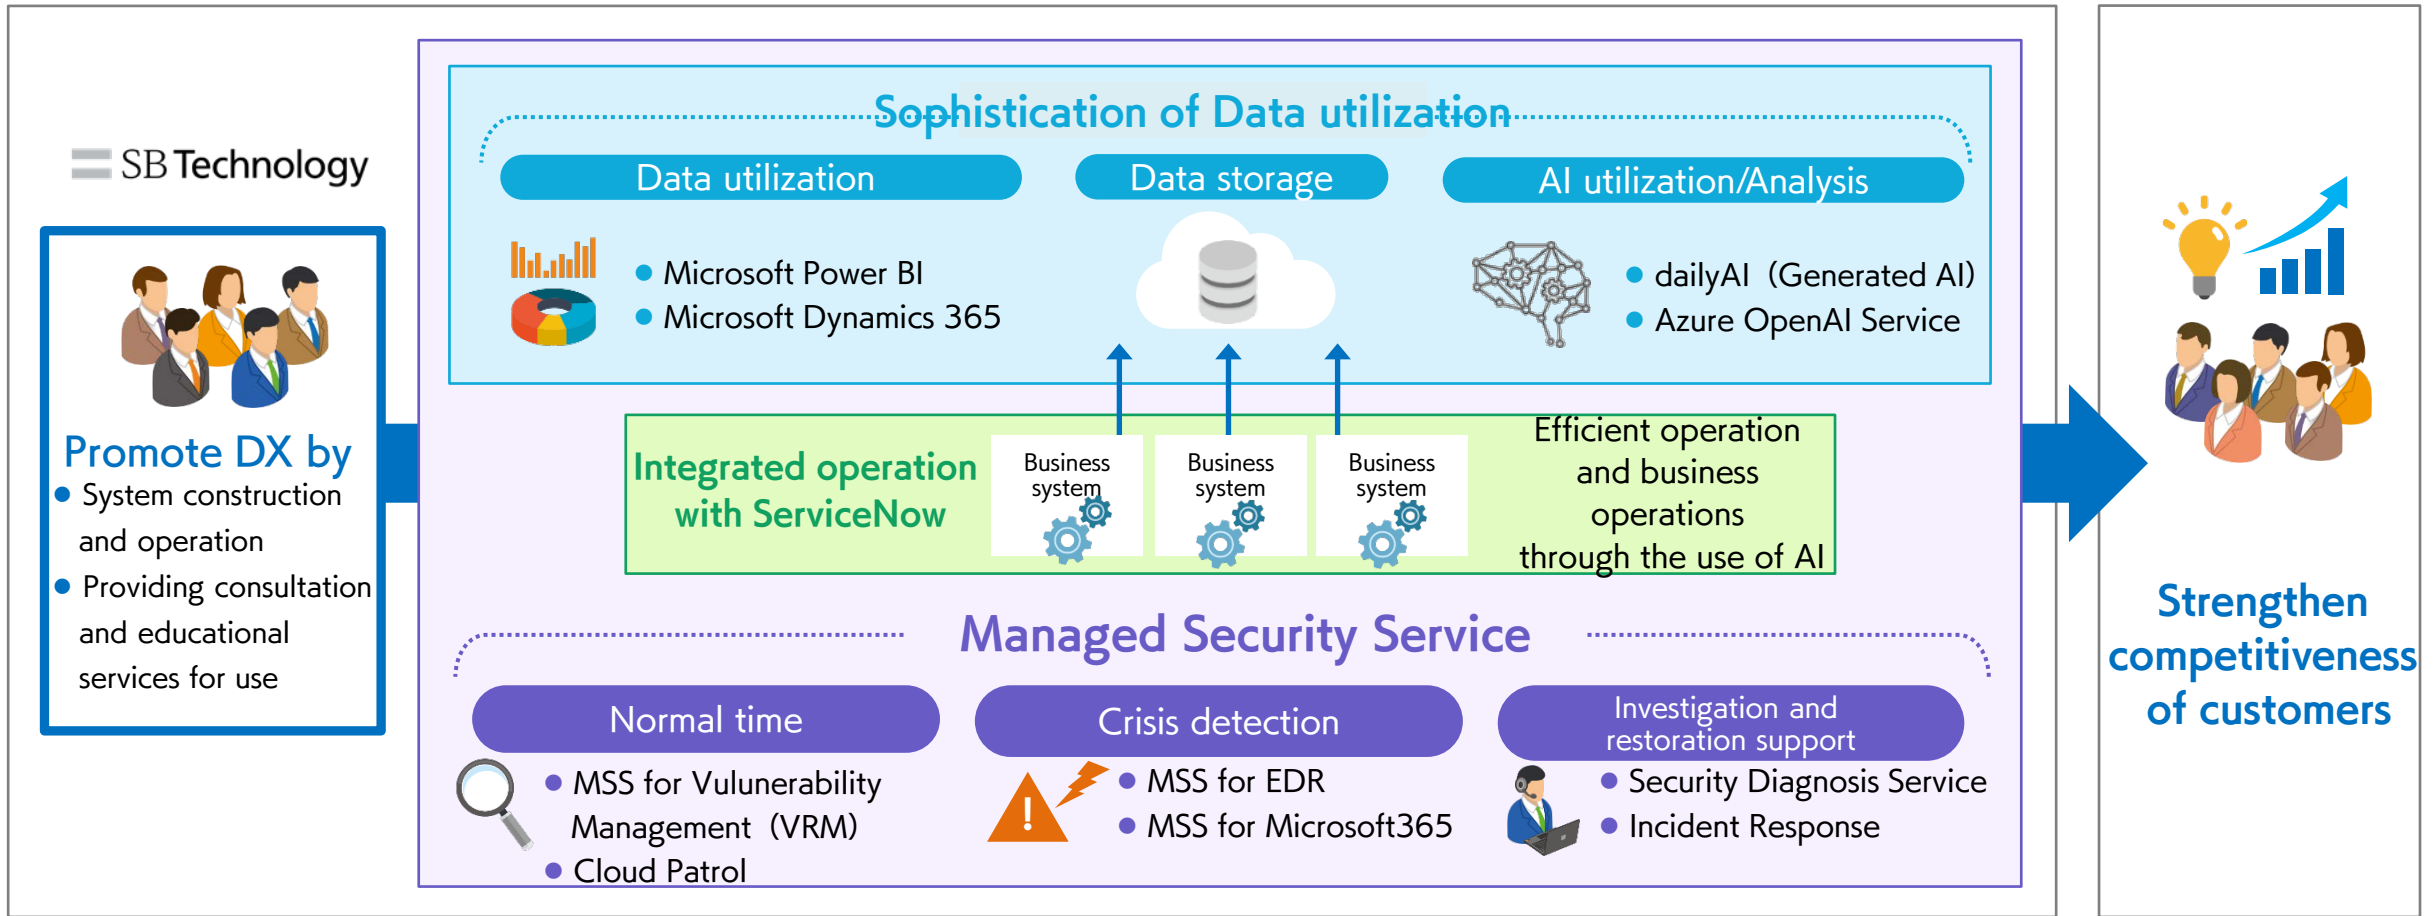 SB Technology
Promote DX by
● System construction
and operation
● Providing consultation
and educational
services for use
Sophistication of Data utilization
Data utilization
● Microsoft Power BI
● Microsoft Dynamics 365
Data storage
AI utilization/Analysis
● dailyAI（Generated AI）
● Azure OpenAI Service
Integrated operation
with ServiceNow
Business
system
Business
system
Business
system
Efficient operation
and business
operations
through the use of AI
Managed Security Service
Normal time
● MSS for Vulunerability
Management（VRM）
● Cloud Patrol
Crisis detection
● MSS for EDR
● MSS for Microsoft365
Investigation and
restoration support
● Security Diagnosis Service
● Incident Response
Strengthen
competitiveness
of customers